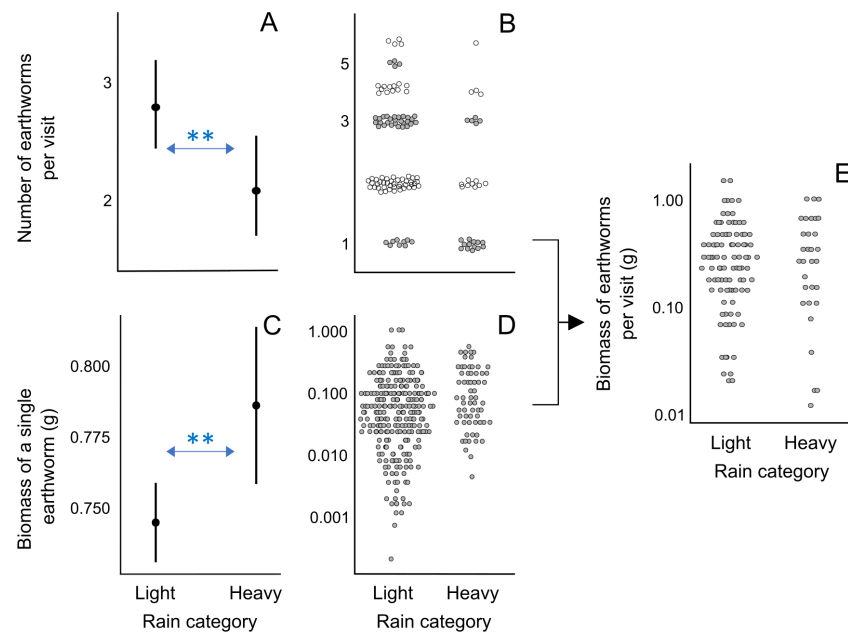 A
Number of earthworms
per visit
3
2
**
B
5
3
1
C
Biomass of a single
earthworm (g)
0.800
0.775
0.750
**
Light
Heavy
Rain category
D
1.000
0.100
0.010
0.001
Light
Heavy
Rain category
E
Biomass of earthworms
per visit (g)
1.00
0.10
0.01
Light
Heavy
Rain category